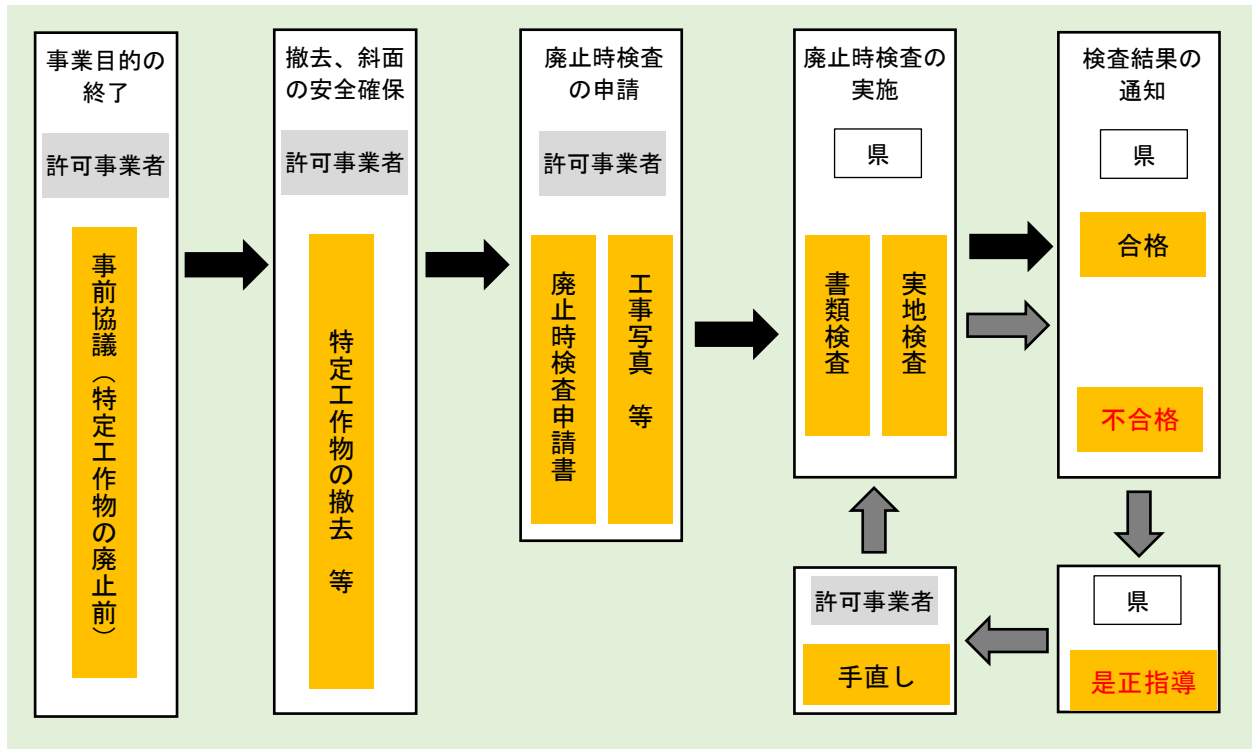 事業目的の
終了
許可事業者
事前協議（特定工作物の廃止前）
撤去、斜面
の安全確保
許可事業者
特定工作物の撤去　等
廃止時検査
の申請
許可事業者
廃止時検査申請書
工事写真　等
廃止時検査の
実施
県
書類検査
実地検査
検査結果の
通知
県
合格
不合格
県
是正指導
許可事業者
手直し